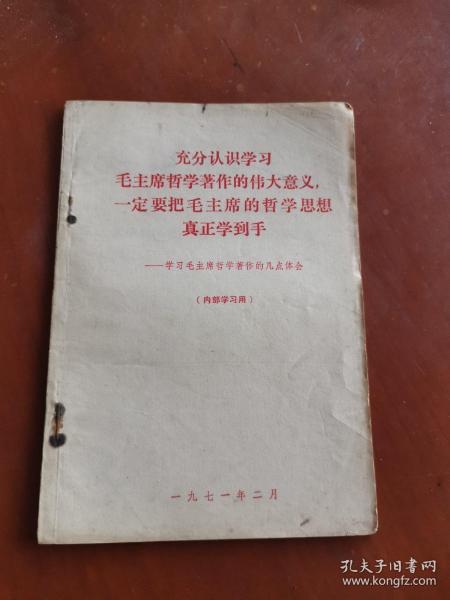 充分认识学习
毛主席哲学著作的伟大意义，
一定要把毛主席的哲学思想
真正学到手
——学习毛主席哲学著作的几点体会
（内部学习用）
一九七一年二月
孔夫子旧书网
www.kongfz.com